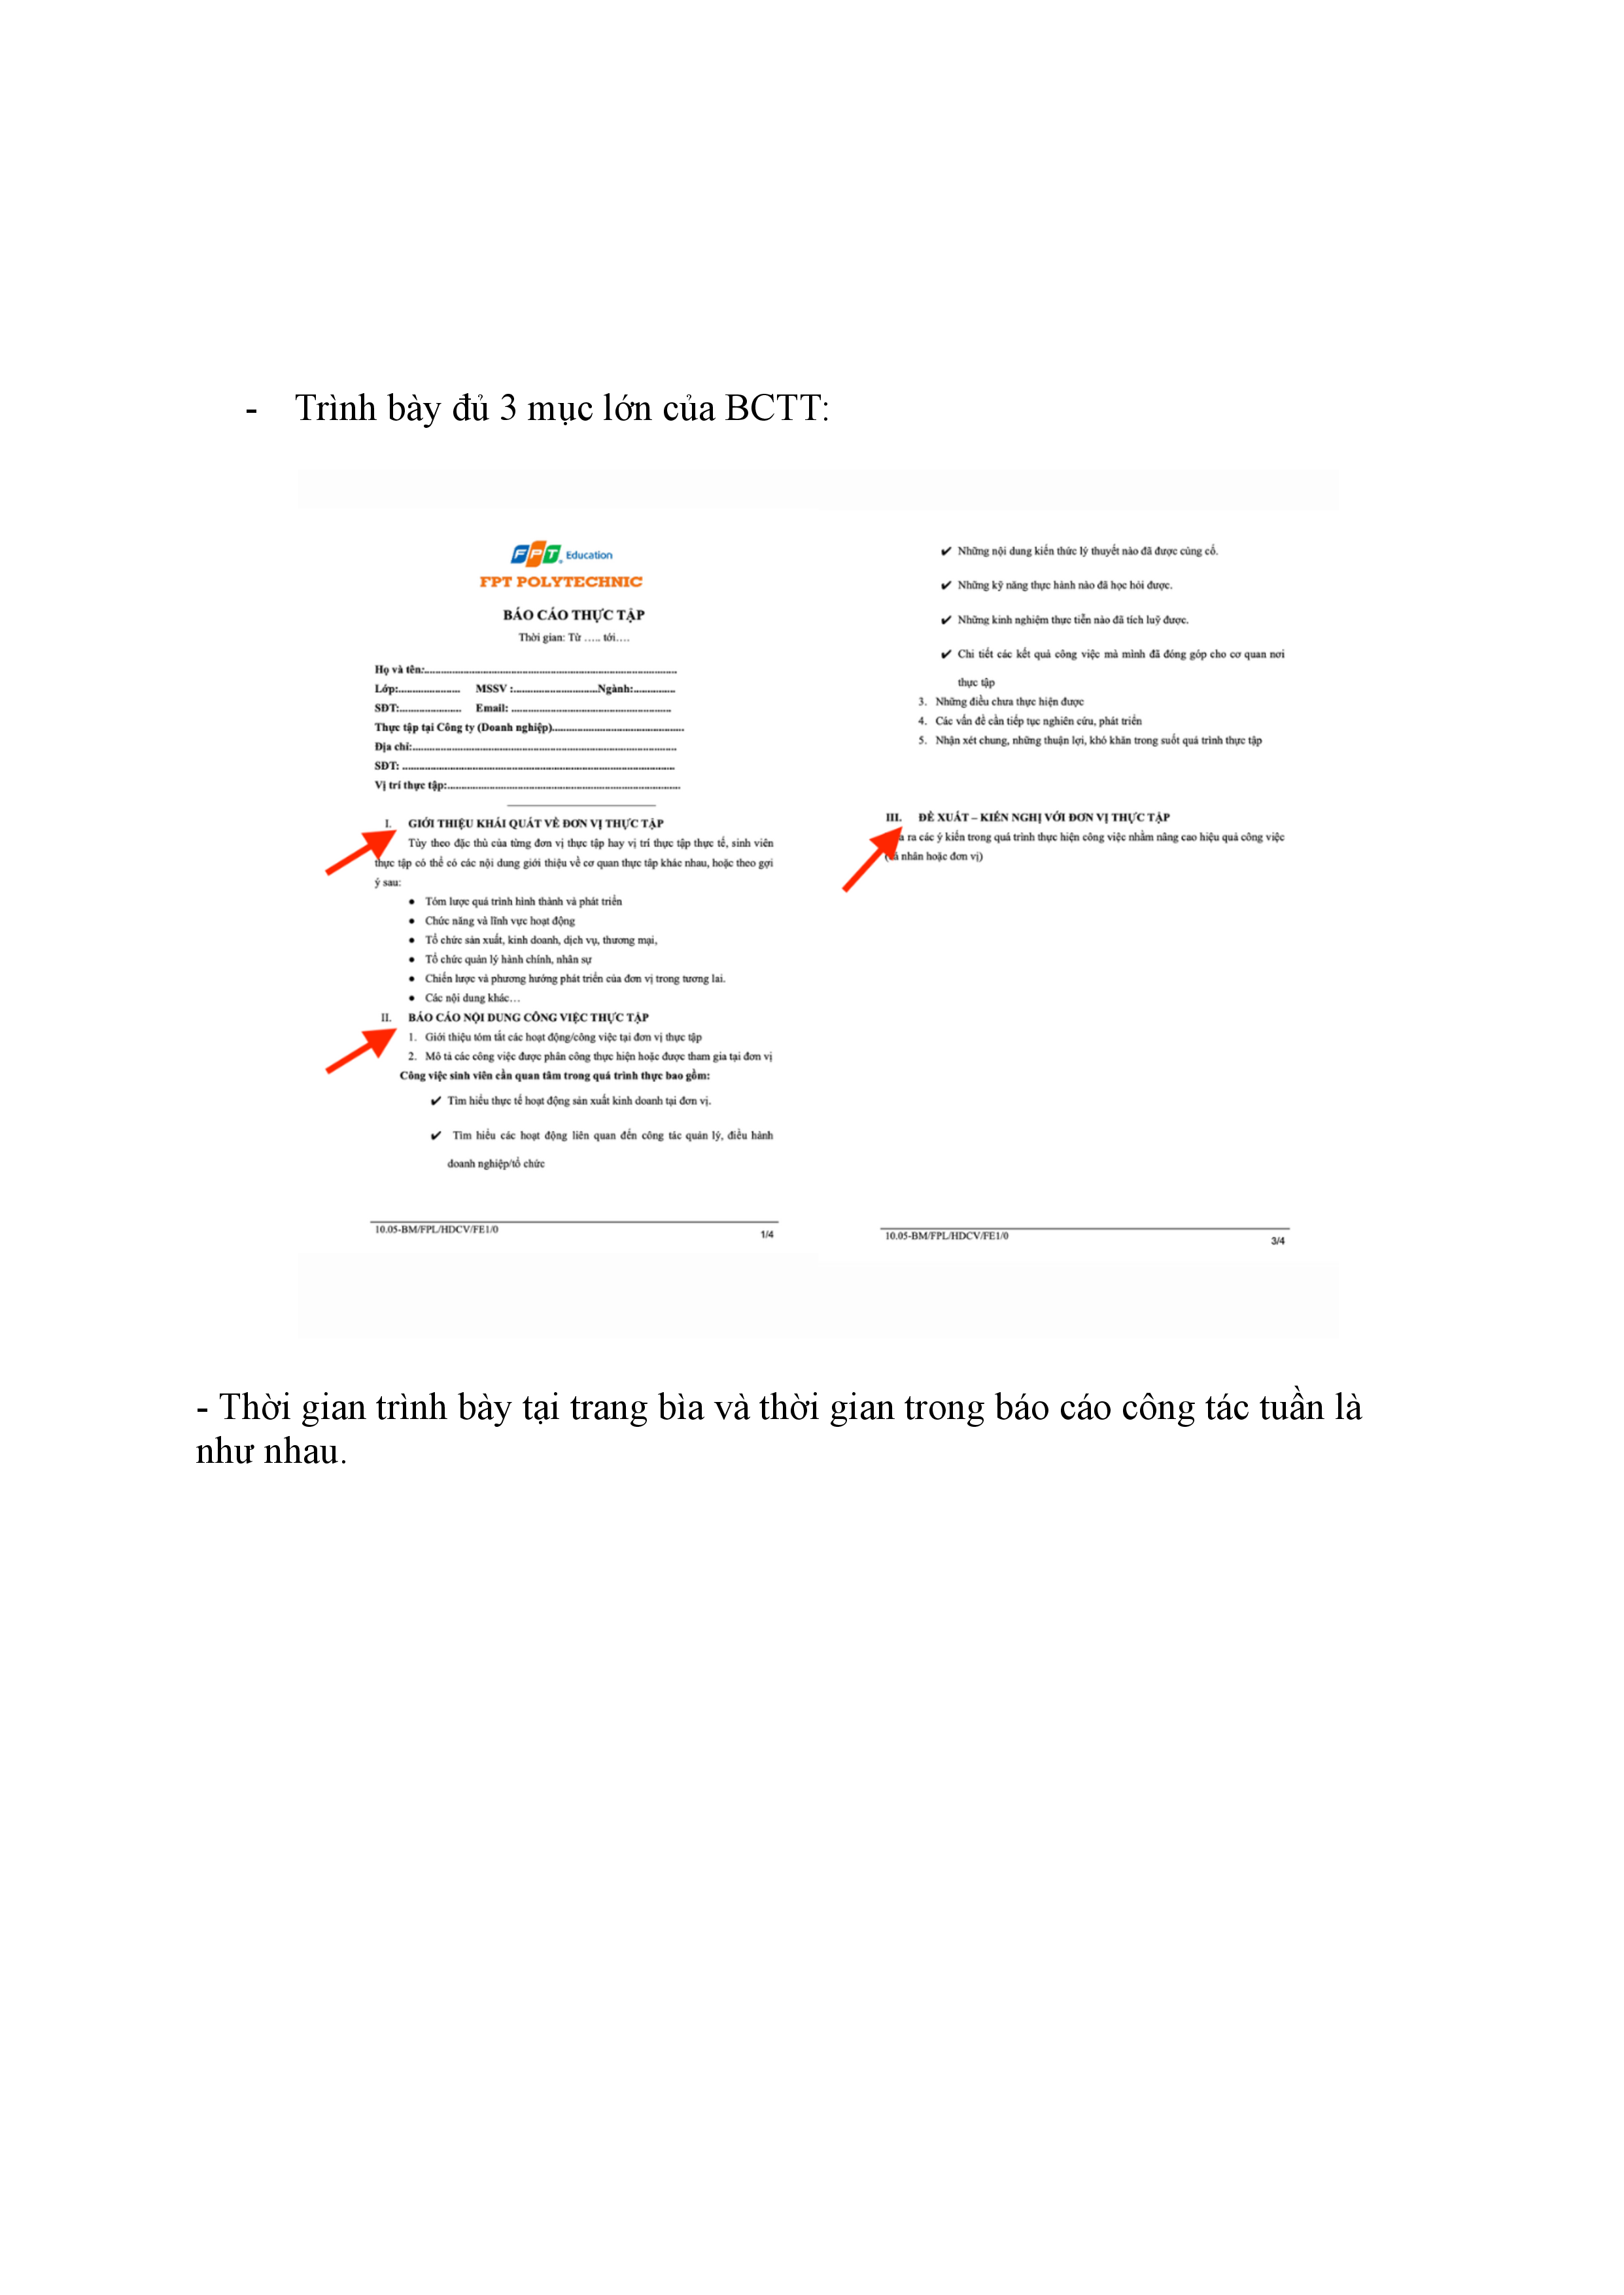 - Trình bày đủ 3 mục lớn của BCTT:
FPT Education
FPT POLYTECHNIC
BÁO CÁO THỰC TẬP
Thời gian: Từ ..... tới....
Họ và tên:..........................................................................................
Lớp:...................... MSSV :..............................Ngành:...............
SĐT:...................... Email: .........................................................
Thực tập tại Công ty (Doanh nghiệp)...............................................
Địa chỉ:..............................................................................................
SĐT: .................................................................................................
Vị trí thực tập:...................................................................................
I. GIỚI THIỆU KHÁI QUÁT VỀ ĐƠN VỊ THỰC TẬP
Tùy theo đặc thù của từng đơn vị thực tập hay vị trí thực tập thực tế, sinh viên
thực tập có thể có các nội dung giới thiệu về cơ quan thực tập khác nhau, hoặc theo gợi
ý sau:
● Tóm lược quá trình hình thành và phát triển
● Chức năng và lĩnh vực hoạt động
● Tổ chức sản xuất, kinh doanh, dịch vụ, thương mại,
● Tổ chức quản lý hành chính, nhân sự
● Chiến lược và phương hướng phát triển của đơn vị trong tương lai.
● Các nội dung khác…
II. BÁO CÁO NỘI DUNG CÔNG VIỆC THỰC TẬP
1. Giới thiệu tóm tắt các hoạt động/công việc tại đơn vị thực tập
2. Mô tả các công việc được phân công thực hiện hoặc được tham gia tại đơn vị
Công việc sinh viên cần quan tâm trong quá trình thực bao gồm:
✔ Tìm hiểu thực tế hoạt động sản xuất kinh doanh tại đơn vị.
✔ Tìm hiểu các hoạt động liên quan đến công tác quản lý, điều hành
doanh nghiệp/tổ chức
10.05-BM/FPL/HDCV/FE1/0
1/4
✔ Những nội dung kiến thức lý thuyết nào đã được củng cố.
✔ Những kỹ năng thực hành nào đã học hỏi được.
✔ Những kinh nghiệm thực tiễn nào đã tích luỹ được.
✔ Chi tiết các kết quả công việc mà mình đã đóng góp cho cơ quan nơi
thực tập
3. Những điều chưa thực hiện được
4. Các vấn đề cần tiếp tục nghiên cứu, phát triển
5. Nhận xét chung, những thuận lợi, khó khăn trong suốt quá trình thực tập
III. ĐỀ XUẤT – KIẾN NGHỊ VỚI ĐƠN VỊ THỰC TẬP
ra các ý kiến trong quá trình thực hiện công việc nhằm nâng cao hiệu quả công việc
nhân hoặc đơn vị)
10.05-BM/FPL/HDCV/FE1/0
3/4
- Thời gian trình bày tại trang bìa và thời gian trong báo cáo công tác tuần là
như nhau.